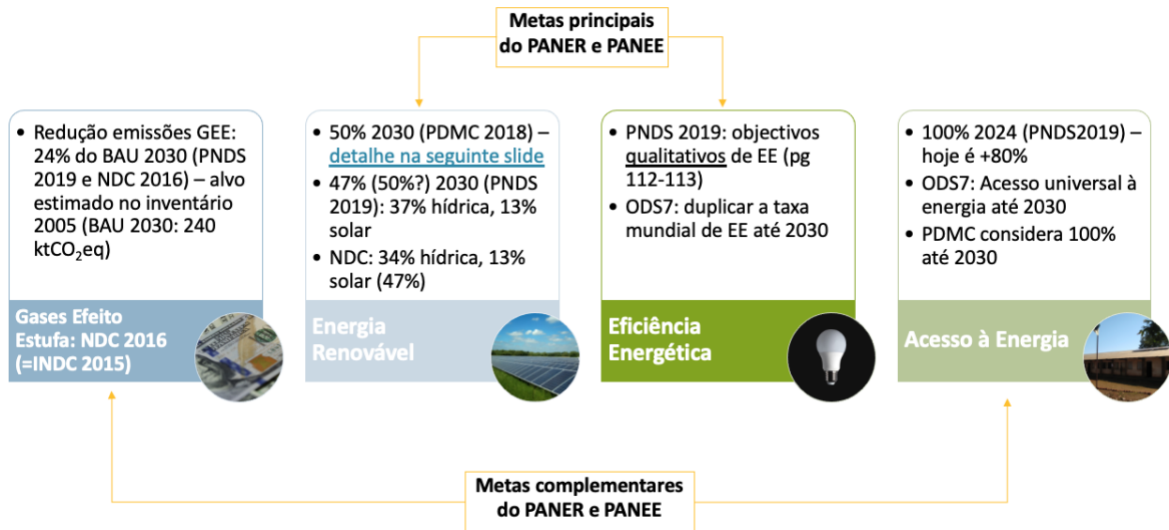 Metas principais
do PANER e PANEE
• Redução emissões GEE:
24% do BAU 2030 (PNDS
2019 e NDC 2016) – alvo
estimado no inventário
2005 (BAU 2030: 240
ktCO₂eq)
Gases Efeito
Estufa: NDC 2016
(=INDC 2015)
• 50% 2030 (PDMC 2018) –
detalhe na seguinte slide
• 47% (50%?) 2030 (PNDS
2019): 37% hídrica, 13%
solar
• NDC: 34% hídrica, 13%
solar (47%)
Energia
Renovável
• PNDS 2019: objectivos
qualitativos de EE (pg
112-113)
• ODS7: duplicar a taxa
mundial de EE até 2030
Eficiência
Energética
• 100% 2024 (PNDS2019) –
hoje é +80%
• ODS7: Acesso universal à
energia até 2030
• PDMC considera 100%
até 2030
Acesso à Energia
Metas complementares
do PANER e PANEE